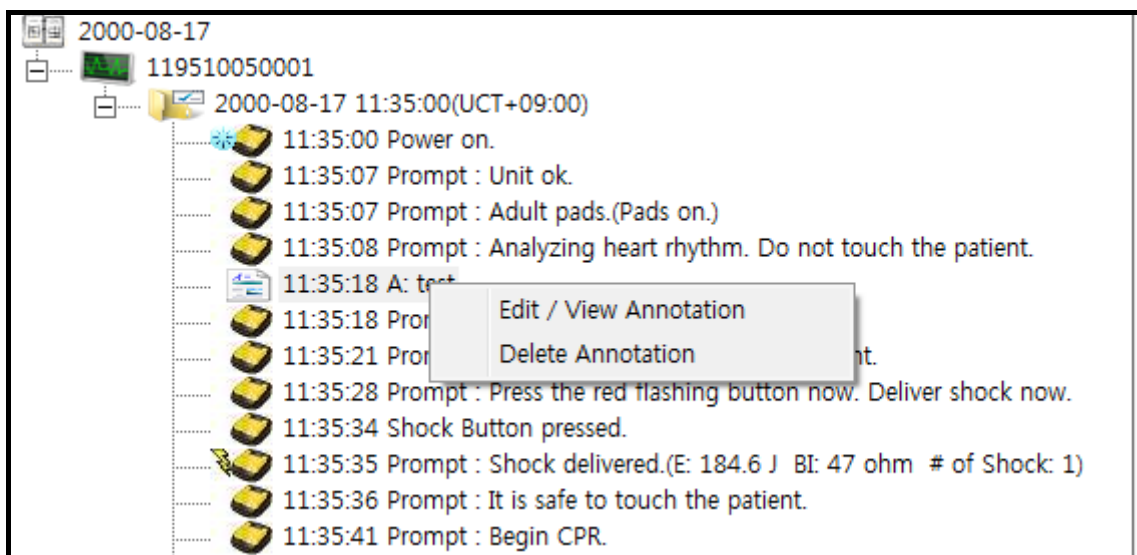 2000-08-17
119510050001
2000-08-17 11:35:00(UCT+09:00)
11:35:00 Power on.
11:35:07 Prompt : Unit ok.
11:35:07 Prompt : Adult pads.(Pads on.)
11:35:08 Prompt : Analyzing heart rhythm. Do not touch the patient.
11:35:18 A: test
Edit / View Annotation
11:35:18
Delete Annotation
11:35:21
11:35:28 Prompt : Press the red flashing button now. Deliver shock now.
11:35:34 Shock Button pressed.
11:35:35 Prompt : Shock delivered.(E: 184.6 J BI: 47 ohm # of Shock: 1)
11:35:36 Prompt : It is safe to touch the patient.
11:35:41 Prompt : Begin CPR.